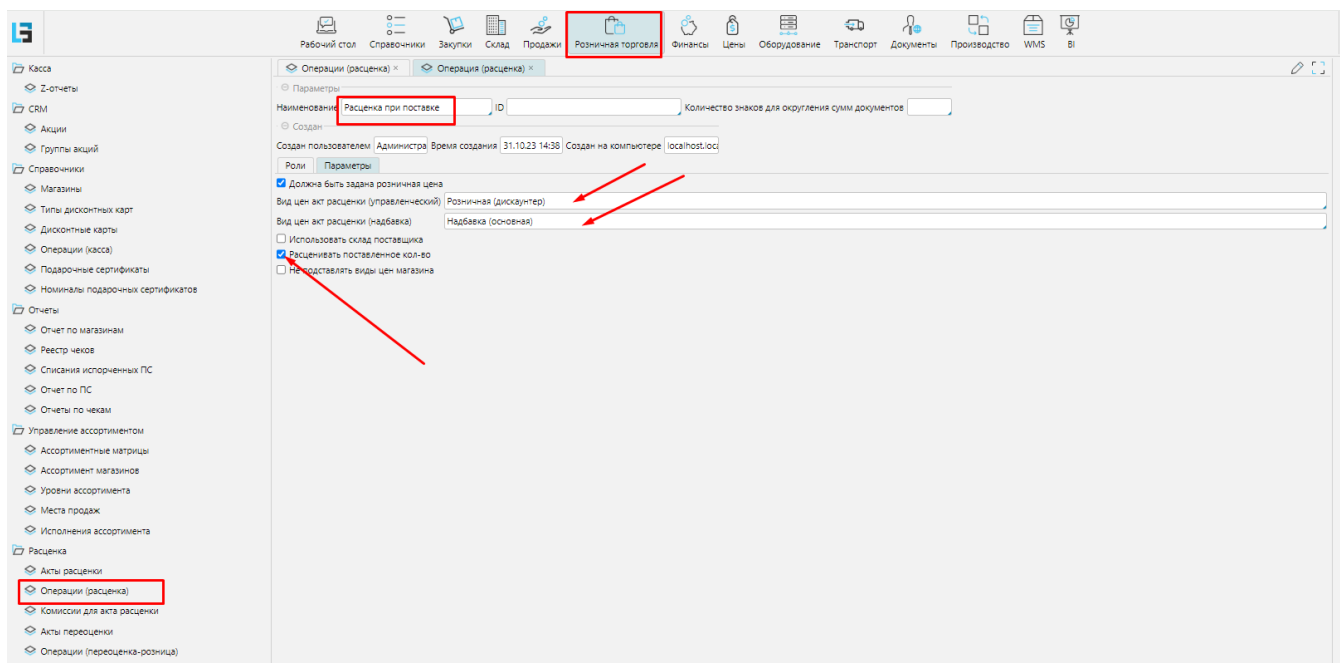 Рабочий стол Справочники Закупки Склад Продажи Розничная торговля Финансы Цены Оборудование Транспорт Документы Производство WMS BI
Касса
Z-отчеты
CRM
Акции
Группы акций
Справочники
Магазины
Типы дисконтных карт
Дисконтные карты
Операции (касса)
Подарочные сертификаты
Номиналы подарочных сертификатов
Отчеты
Отчет по магазинам
Реестр чеков
Списания испорченных ПС
Отчет по ПС
Отчеты по чекам
Управление ассортиментом
Ассортиментные матрицы
Ассортимент магазинов
Уровни ассортимента
Места продаж
Исполнения ассортимента
Расценка
Акты расценки
Операции (расценка)
Комиссии для акта расценки
Акты переоценки
Операции (переоценка-розница)
Операции (расценка) × Операция (расценка) ×
Параметры
Наименование Расценка при поставке ID Количество знаков для округления сумм документов
Создан
Создан пользователем Администра Время создания 31.10.23 14:38 Создан на компьютере localhost.loca
Роли Параметры
Должна быть задана розничная цена
Вид цен акт расценки (управленческий) Розничная (дискаунтер)
Вид цен акт расценки (надбавка) Надбавка (основная)
Использовать склад поставщика
Расценивать поставленное кол-во
Не подставлять виды цен магазина